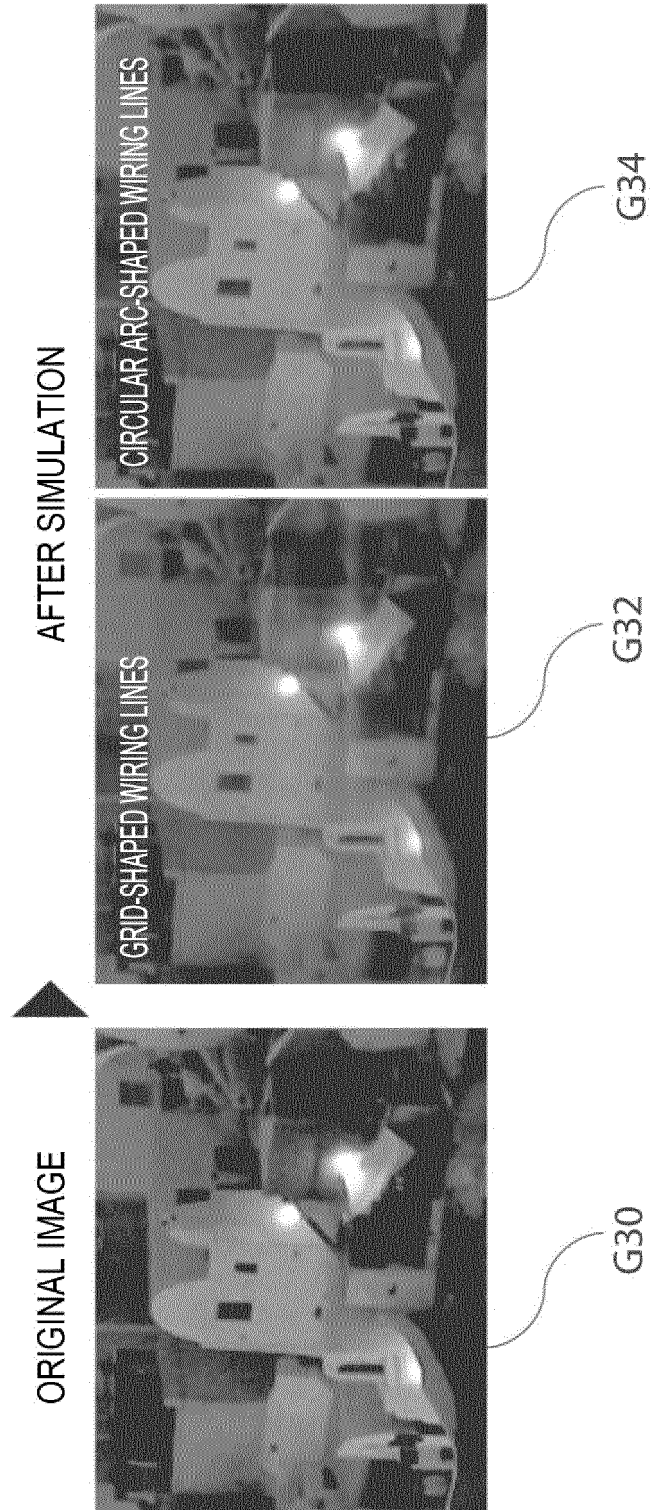 ORIGINAL IMAGE
AFTER SIMULATION
GRID-SHAPED WIRING LINES
CIRCULAR ARC-SHAPED WIRING LINES
G30
G32
G34